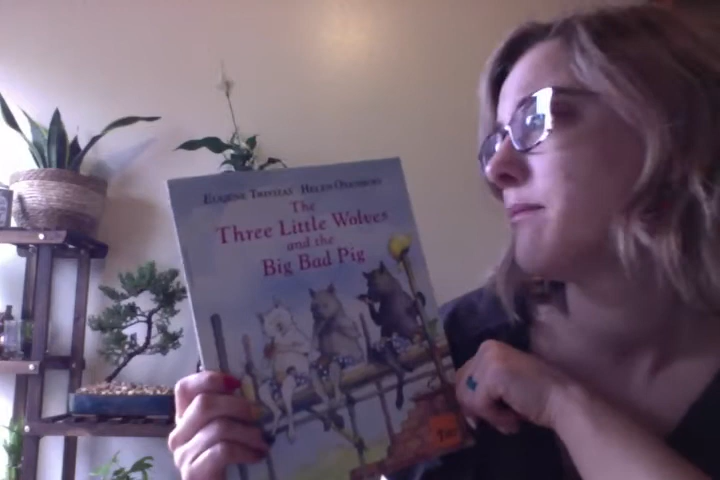 Eugene Trivizas Helen Oxenbury
The
Three Little Wolves
and the
Big Bad Pig